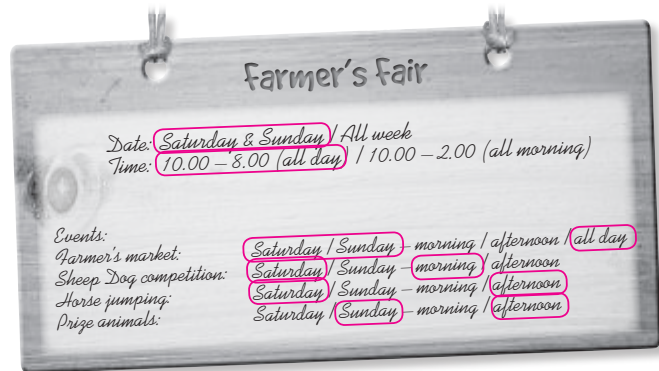 Farmer's Fair
Date: Saturday & Sunday / All week
Time: 10.00 – 8.00 (all day) / 10.00 – 2.00 (all morning)
Events:
Farmer's market: Saturday / Sunday – morning / afternoon / all day
Sheep Dog competition: Saturday / Sunday – morning / afternoon
Horse jumping: Saturday / Sunday – morning / afternoon
Prize animals: Saturday / Sunday – morning / afternoon